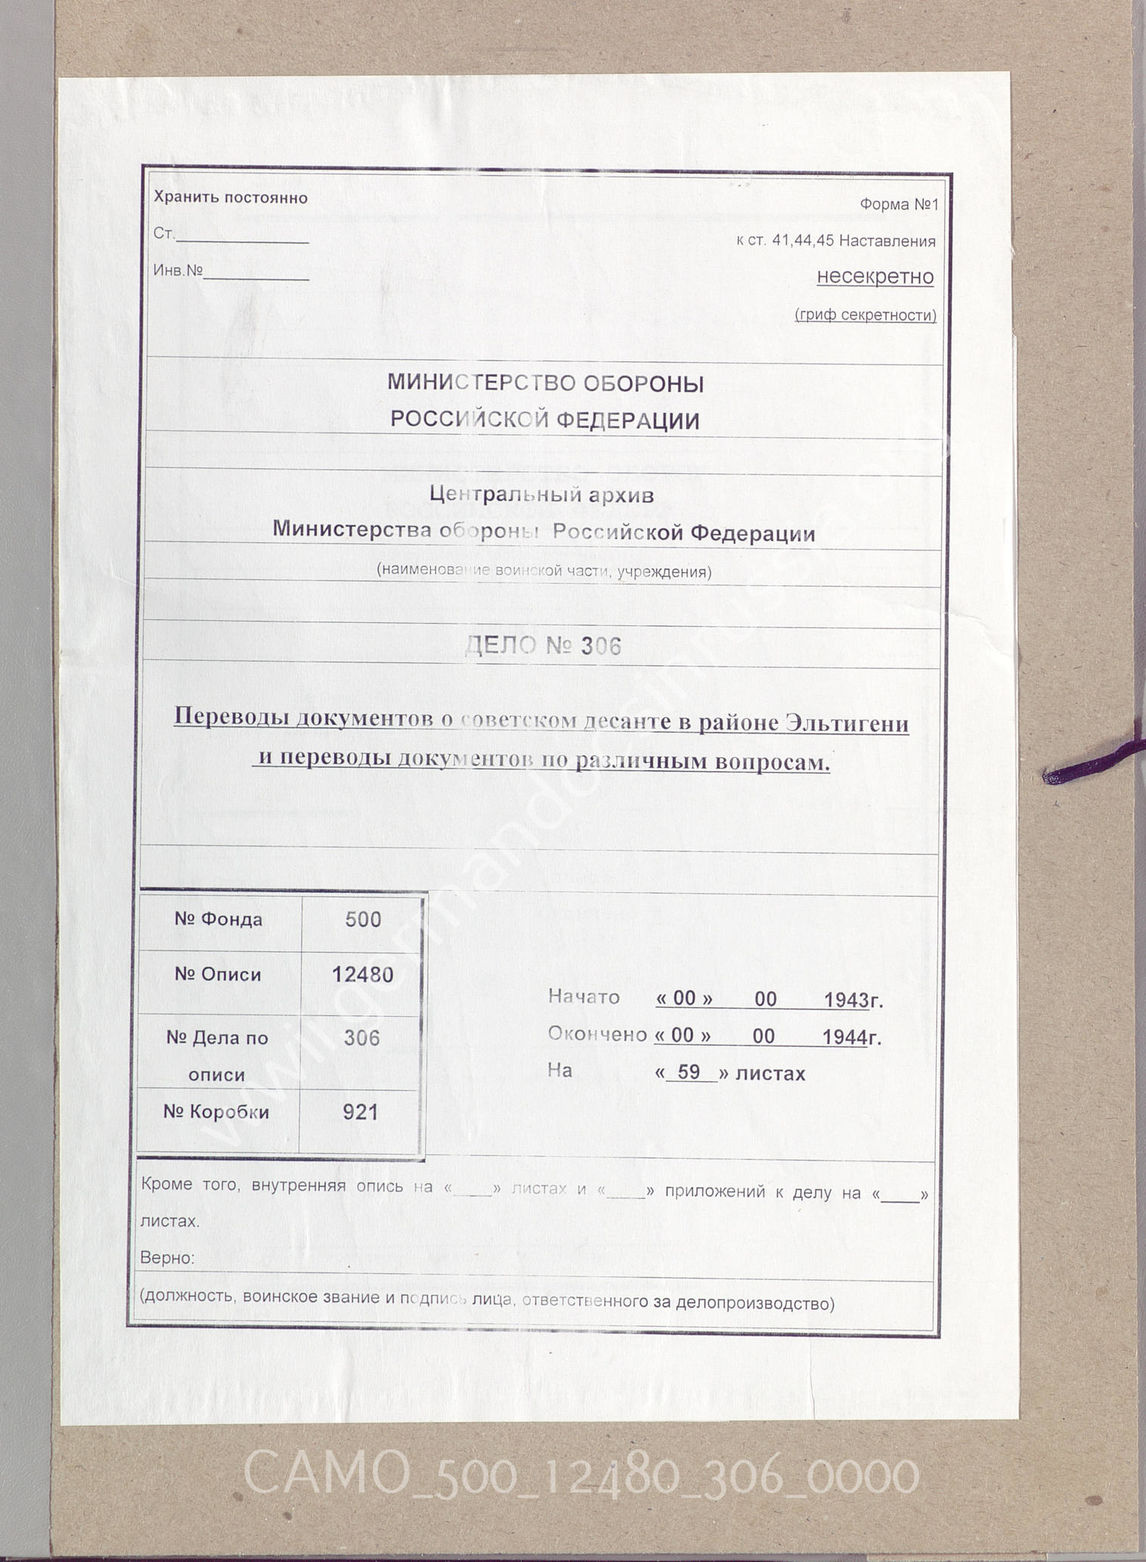 Хранить постоянно
Форма №1
Ст.
к ст. 41,44,45 Наставления
Инв.№
несекретно
(гриф секретности)
МИНИСТЕРСТВО ОБОРОНЫ
РОССИЙСКОЙ ФЕДЕРАЦИИ
Центральный архив
Министерства обороны Российской Федерации
(наименование воинской части, учреждения)
ДЕЛО № 306
Переводы документов о советском десанте в районе Эльтигени
и переводы документов по различным вопросам.
№ Фонда 500
№ Описи 12480
№ Дела по описи 306
№ Коробки 921
Начато « 00 » 00 1943г.
Окончено « 00 » 00 1944г.
На « 59 » листах
Кроме того, внутренняя опись на «____» листах и «____» приложений к делу на «____»
листах.
Верно:
(должность, воинское звание и подпись лица, ответственного за делопроизводство)
CAMO_500_12480_306_0000